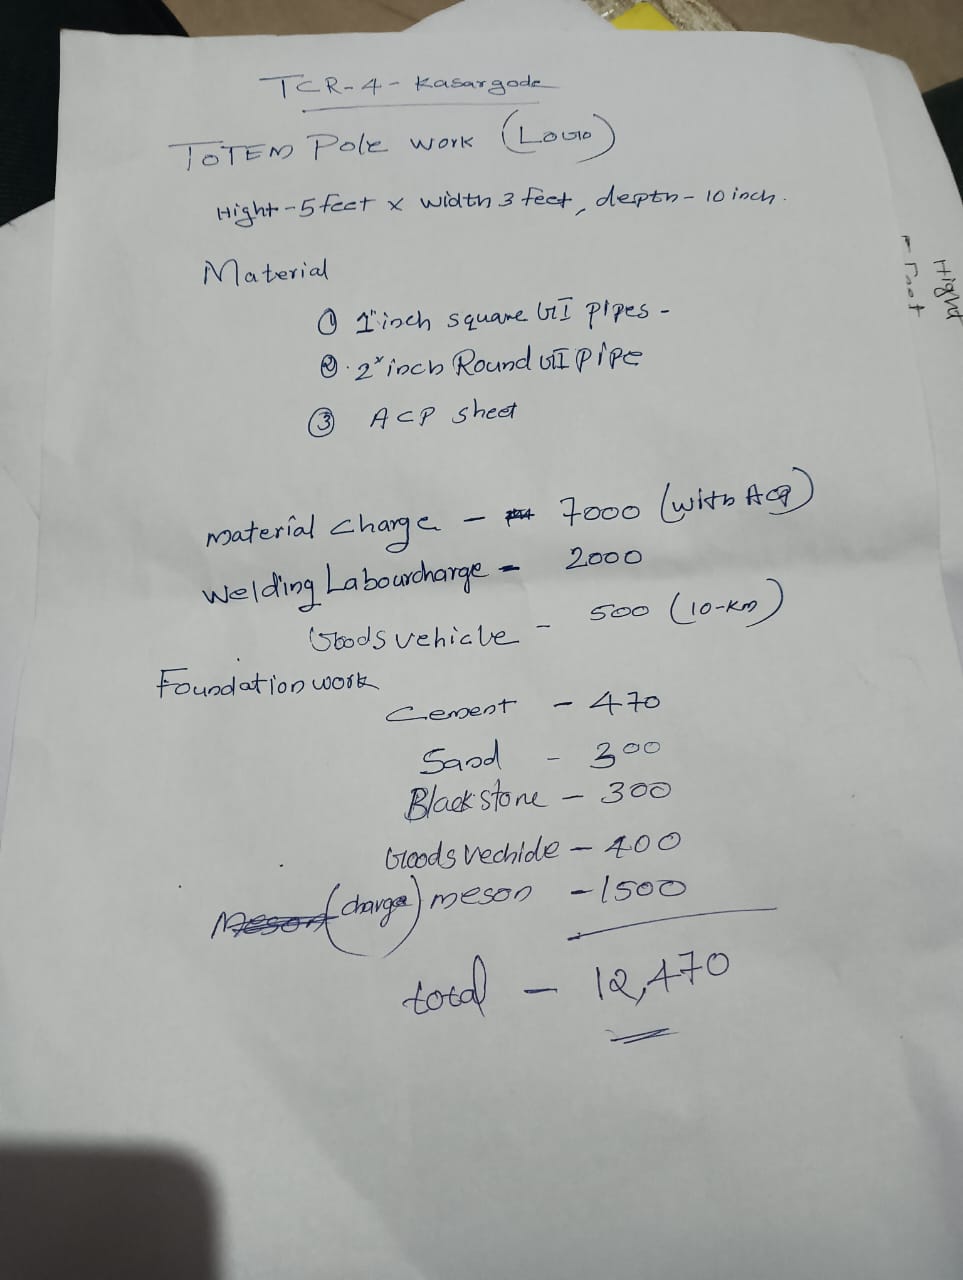 TCR-4-Kasargode
TOTEM Pole work (Logo)
Hight-5 feet x width 3 feet, despth-10 inch.
Material
① 1"inch square GI pipes -
② . 2"inch Round GI pipe
③ ACP sheet
material charge - 7000 (with Acp)
Welding Labourcharge - 2000
Goods vehicle - 500 (10-km)
Foundation work
Cement - 470
Sand - 300
Black stone - 300
Goods Vechicle - 400
Meson (charge) meson - 1500
total - 12,470
Hight
Foot